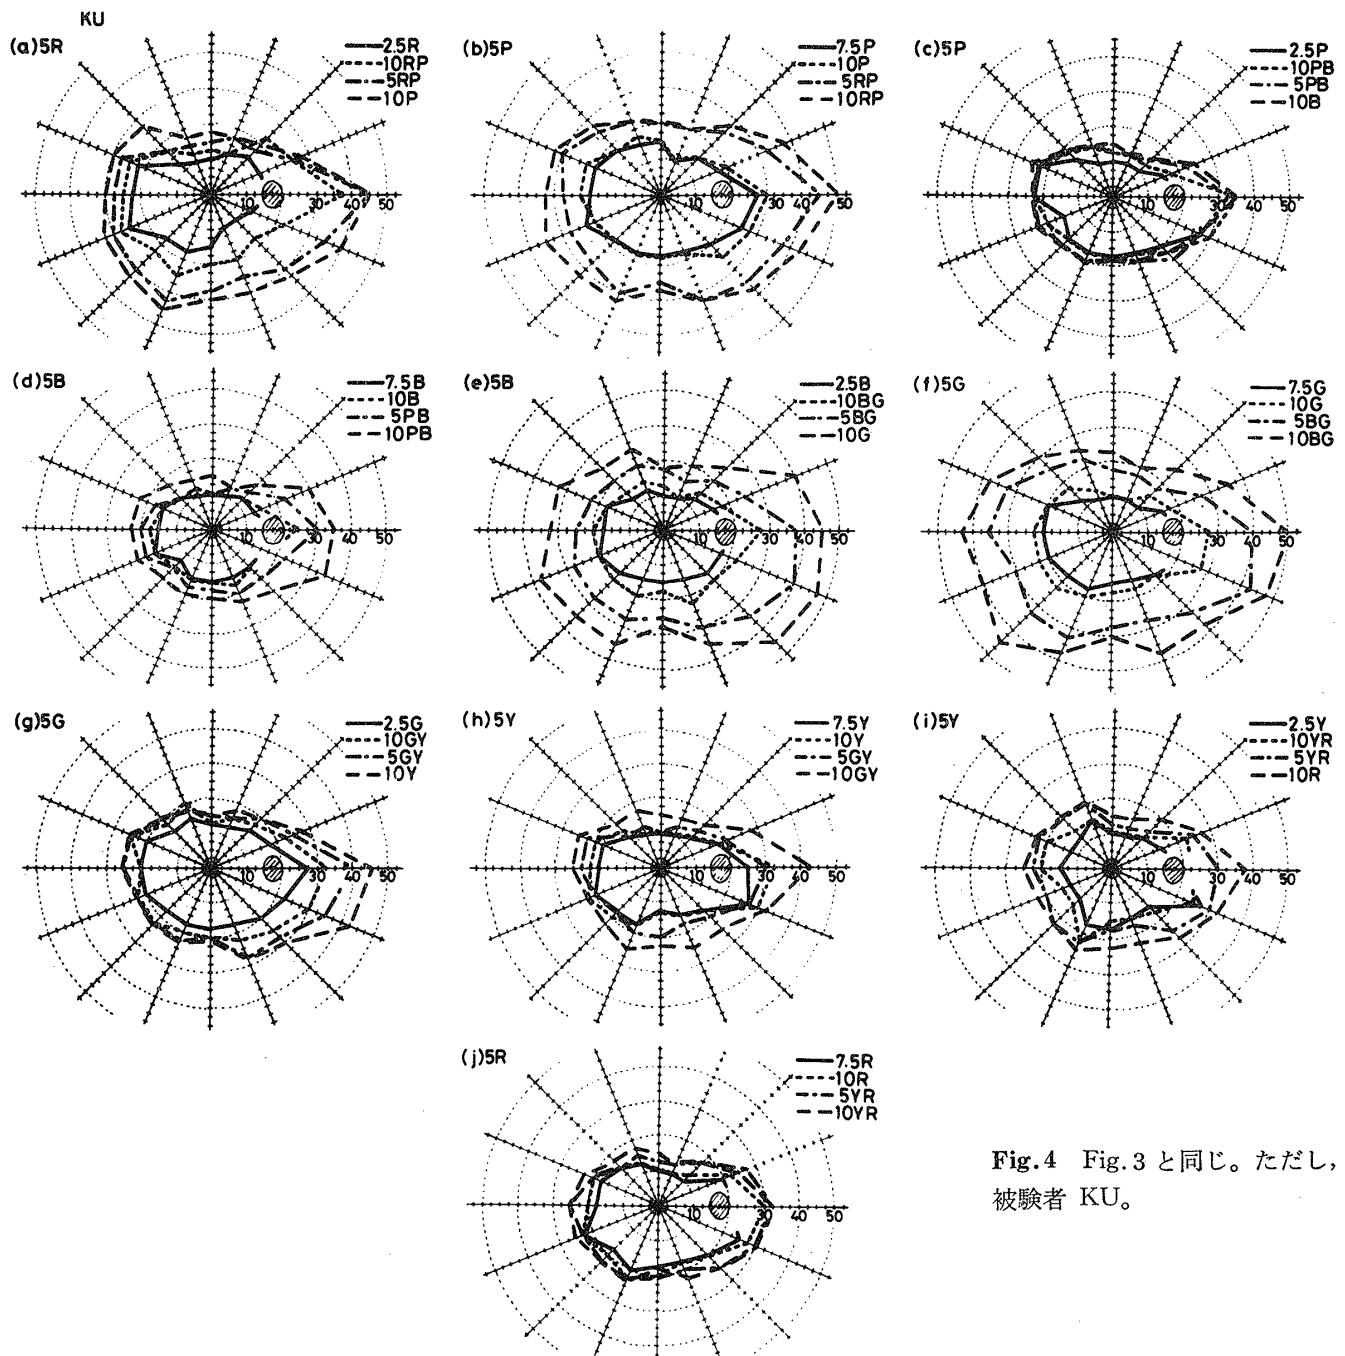 KU
(a)5R
2.5R
10RP
5RP
10P
10 30 40 50
(b)5P
7.5P
10P
5RP
10RP
10 30 40 50
(c)5P
2.5P
10PB
5PB
10B
10 30 40 50
(d)5B
7.5B
10B
5PB
10PB
10 30 40 50
(e)5B
2.5B
10BG
5BG
10G
10 30 40 50
(f)5G
7.5G
10G
5BG
10BG
10 30 40 50
(g)5G
2.5G
10GY
5GY
10Y
10 30 40 50
(h)5Y
7.5Y
10Y
5GY
10GY
10 30 40 50
(i)5Y
2.5Y
10YR
5YR
10R
10 30 40 50
(j)5R
7.5R
10R
5YR
10YR
10 30 40 50
Fig.4 Fig.3 と同じ。ただし,
被験者 KU。